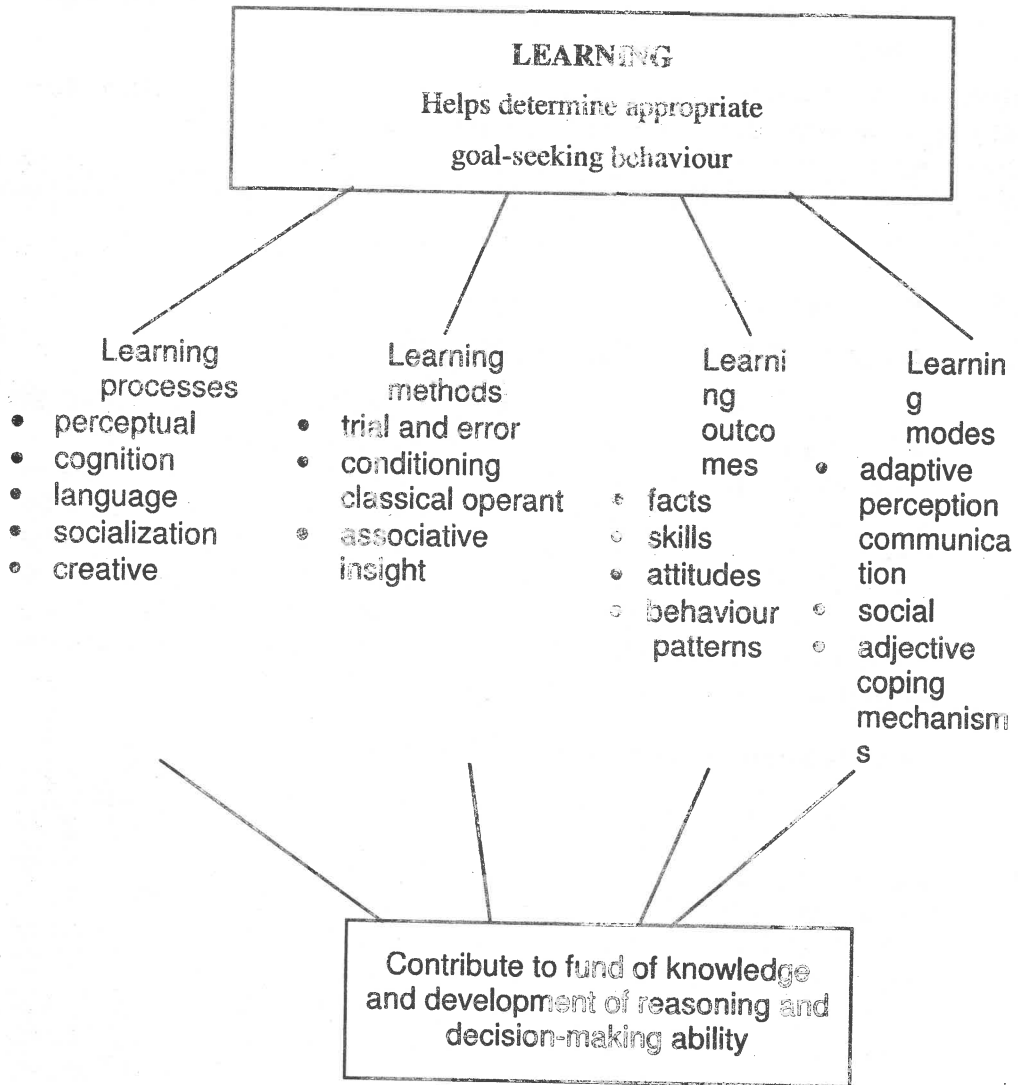 LEARNING
Helps determine appropriate
goal-seeking behaviour
Learning
processes
• perceptual
• cognition
• language
• socialization
• creative
Learning
methods
• trial and error
• conditioning
classical operant
• associative
insight
Learni
ng
outco
mes
• facts
• skills
• attitudes
• behaviour
patterns
Learnin
g
modes
• adaptive
perception
communica
tion
• social
• adjective
coping
mechanism
s
Contribute to fund of knowledge
and development of reasoning and
decision-making ability